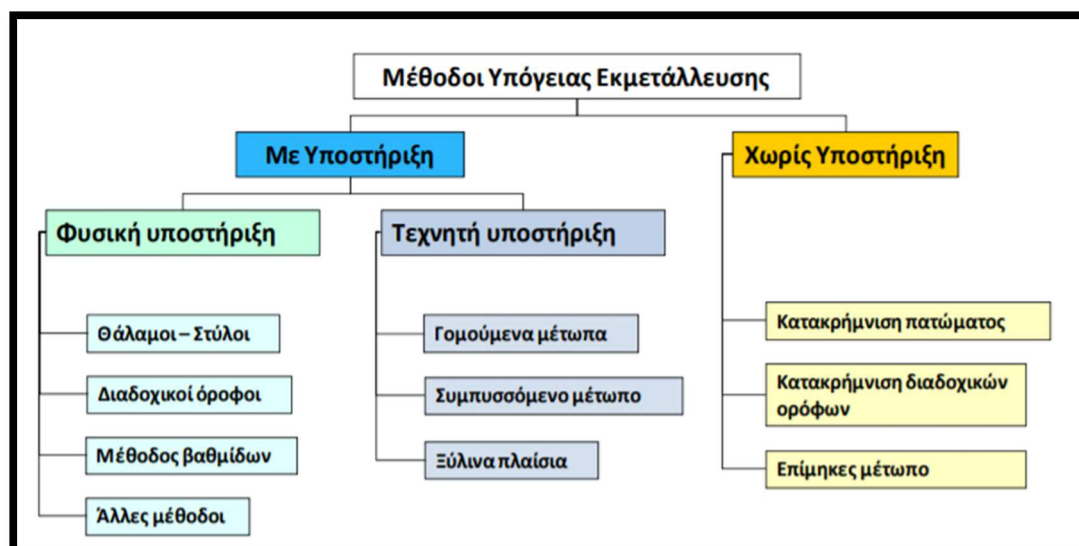 Μέθοδοι Υπόγειας Εκμετάλλευσης
Με Υποστήριξη
Χωρίς Υποστήριξη
Φυσική υποστήριξη
Τεχνητή υποστήριξη
Θάλαμοι – Στύλοι
Διαδοχικοί όροφοι
Μέθοδος βαθμίδων
Άλλες μέθοδοι
Γομούμενα μέτωπα
Συμπυσσόμενο μέτωπο
Ξύλινα πλαίσια
Κατακρήμνιση πατώματος
Κατακρήμνιση διαδοχικών
ορόφων
Επίμηκες μέτωπο